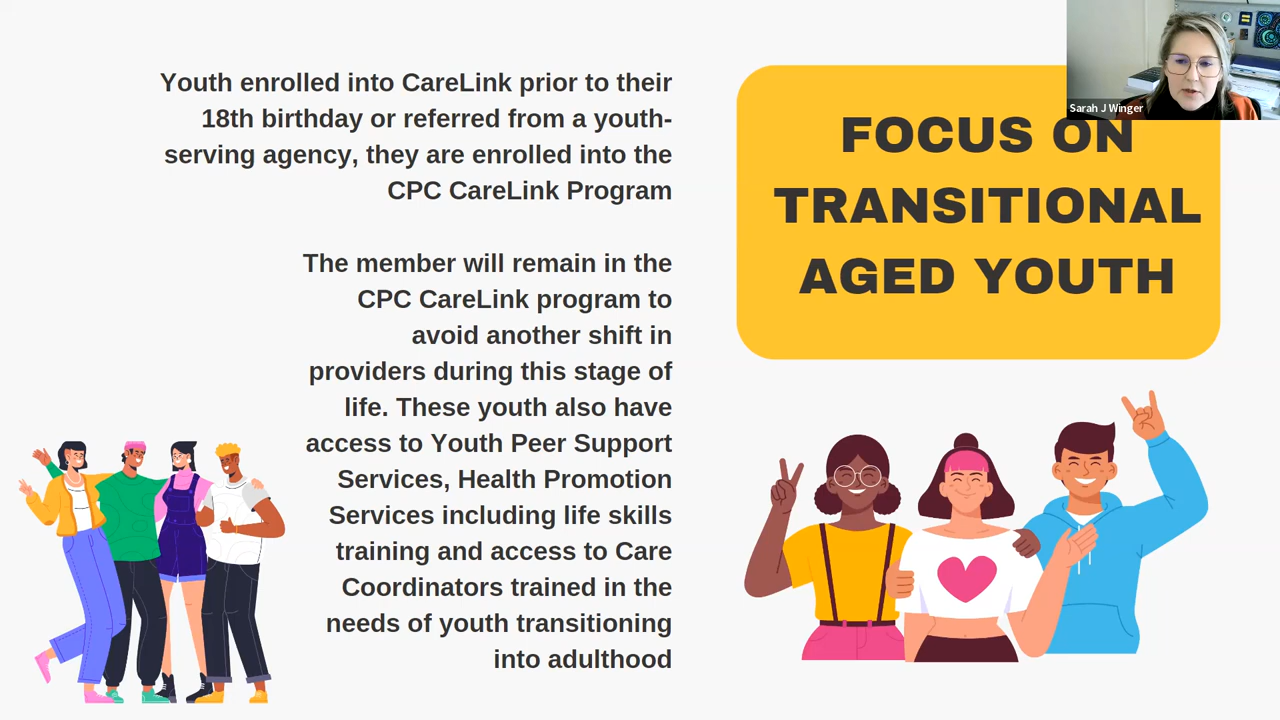 Youth enrolled into CareLink prior to their
18th birthday or referred from a youth-
serving agency, they are enrolled into the
CPC CareLink Program
The member will remain in the
CPC CareLink program to
avoid another shift in
providers during this stage of
life. These youth also have
access to Youth Peer Support
Services, Health Promotion
Services including life skills
training and access to Care
Coordinators trained in the
needs of youth transitioning
into adulthood
FOCUS ON
TRANSITIONAL
AGED YOUTH
Sarah J Winger